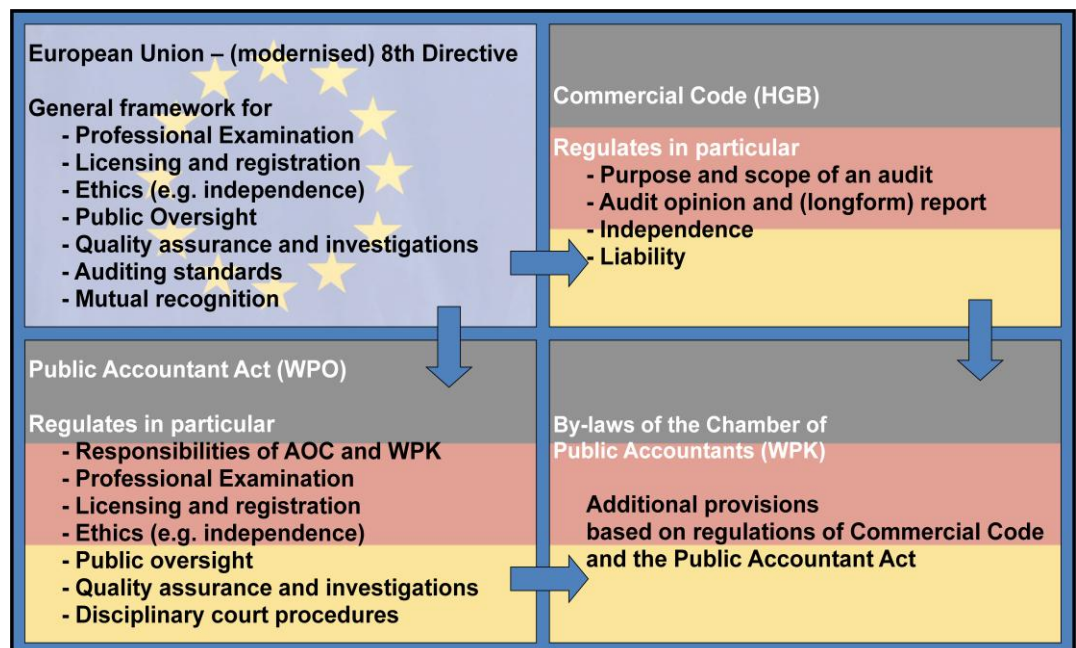 European Union – (modernised) 8th Directive
General framework for
- Professional Examination
- Licensing and registration
- Ethics (e.g. independence)
- Public Oversight
- Quality assurance and investigations
- Auditing standards
- Mutual recognition
Commercial Code (HGB)
Regulates in particular
- Purpose and scope of an audit
- Audit opinion and (longform) report
- Independence
- Liability
Public Accountant Act (WPO)
Regulates in particular
- Responsibilities of AOC and WPK
- Professional Examination
- Licensing and registration
- Ethics (e.g. independence)
- Public oversight
- Quality assurance and investigations
- Disciplinary court procedures
By-laws of the Chamber of
Public Accountants (WPK)
Additional provisions
based on regulations of Commercial Code
and the Public Accountant Act